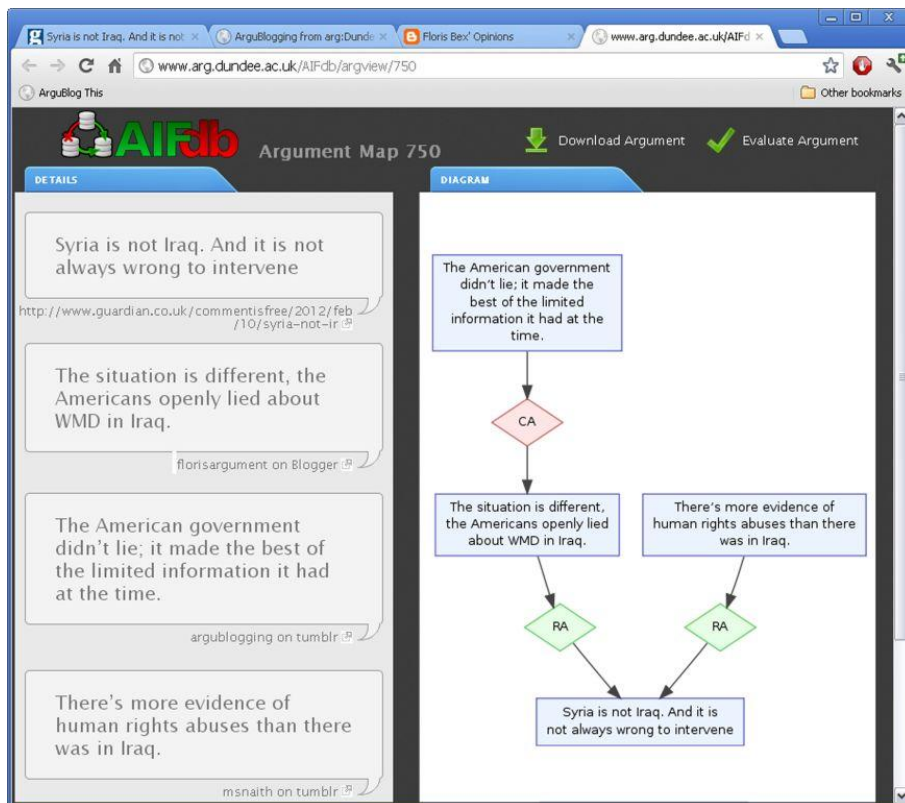 Syria is not Iraq. And it is not
ArguBlogging from arg:Dunde
Floris Bex' Opinions
www.arg.dundee.ac.uk/AIFd
www.arg.dundee.ac.uk/AIFdb/argview/750
ArguBlog This
Other bookmarks
AIFdb
Argument Map 750
Download Argument
Evaluate Argument
DETAILS
Syria is not Iraq. And it is not
always wrong to intervene
http://www.guardian.co.uk/commentisfree/2012/feb
/10/syria-not-ir
The situation is different, the
Americans openly lied about
WMD in Iraq.
florisargument on Blogger
The American government
didn't lie; it made the best of
the limited information it had
at the time.
argublogging on tumblr
There's more evidence of
human rights abuses than there
was in Iraq.
msnaith on tumblr
DIAGRAM
The American government
didn't lie; it made the
best of the limited
information it had at the
time.
CA
The situation is different,
the Americans openly lied
about WMD in Iraq.
There's more evidence of
human rights abuses than there
was in Iraq.
RA
RA
Syria is not Iraq. And it is
not always wrong to intervene